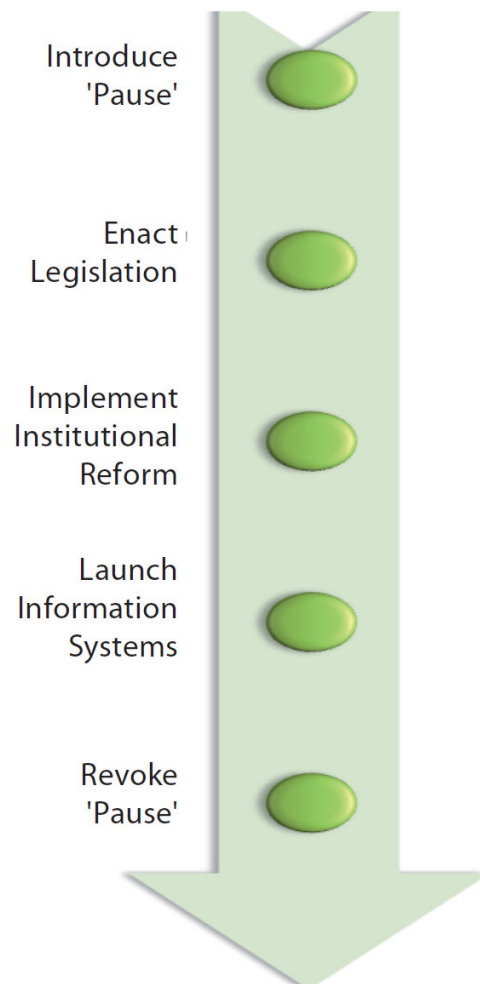 Introduce
'Pause'
Enact
Legislation
Implement
Institutional
Reform
Launch
Information
Systems
Revoke
'Pause'